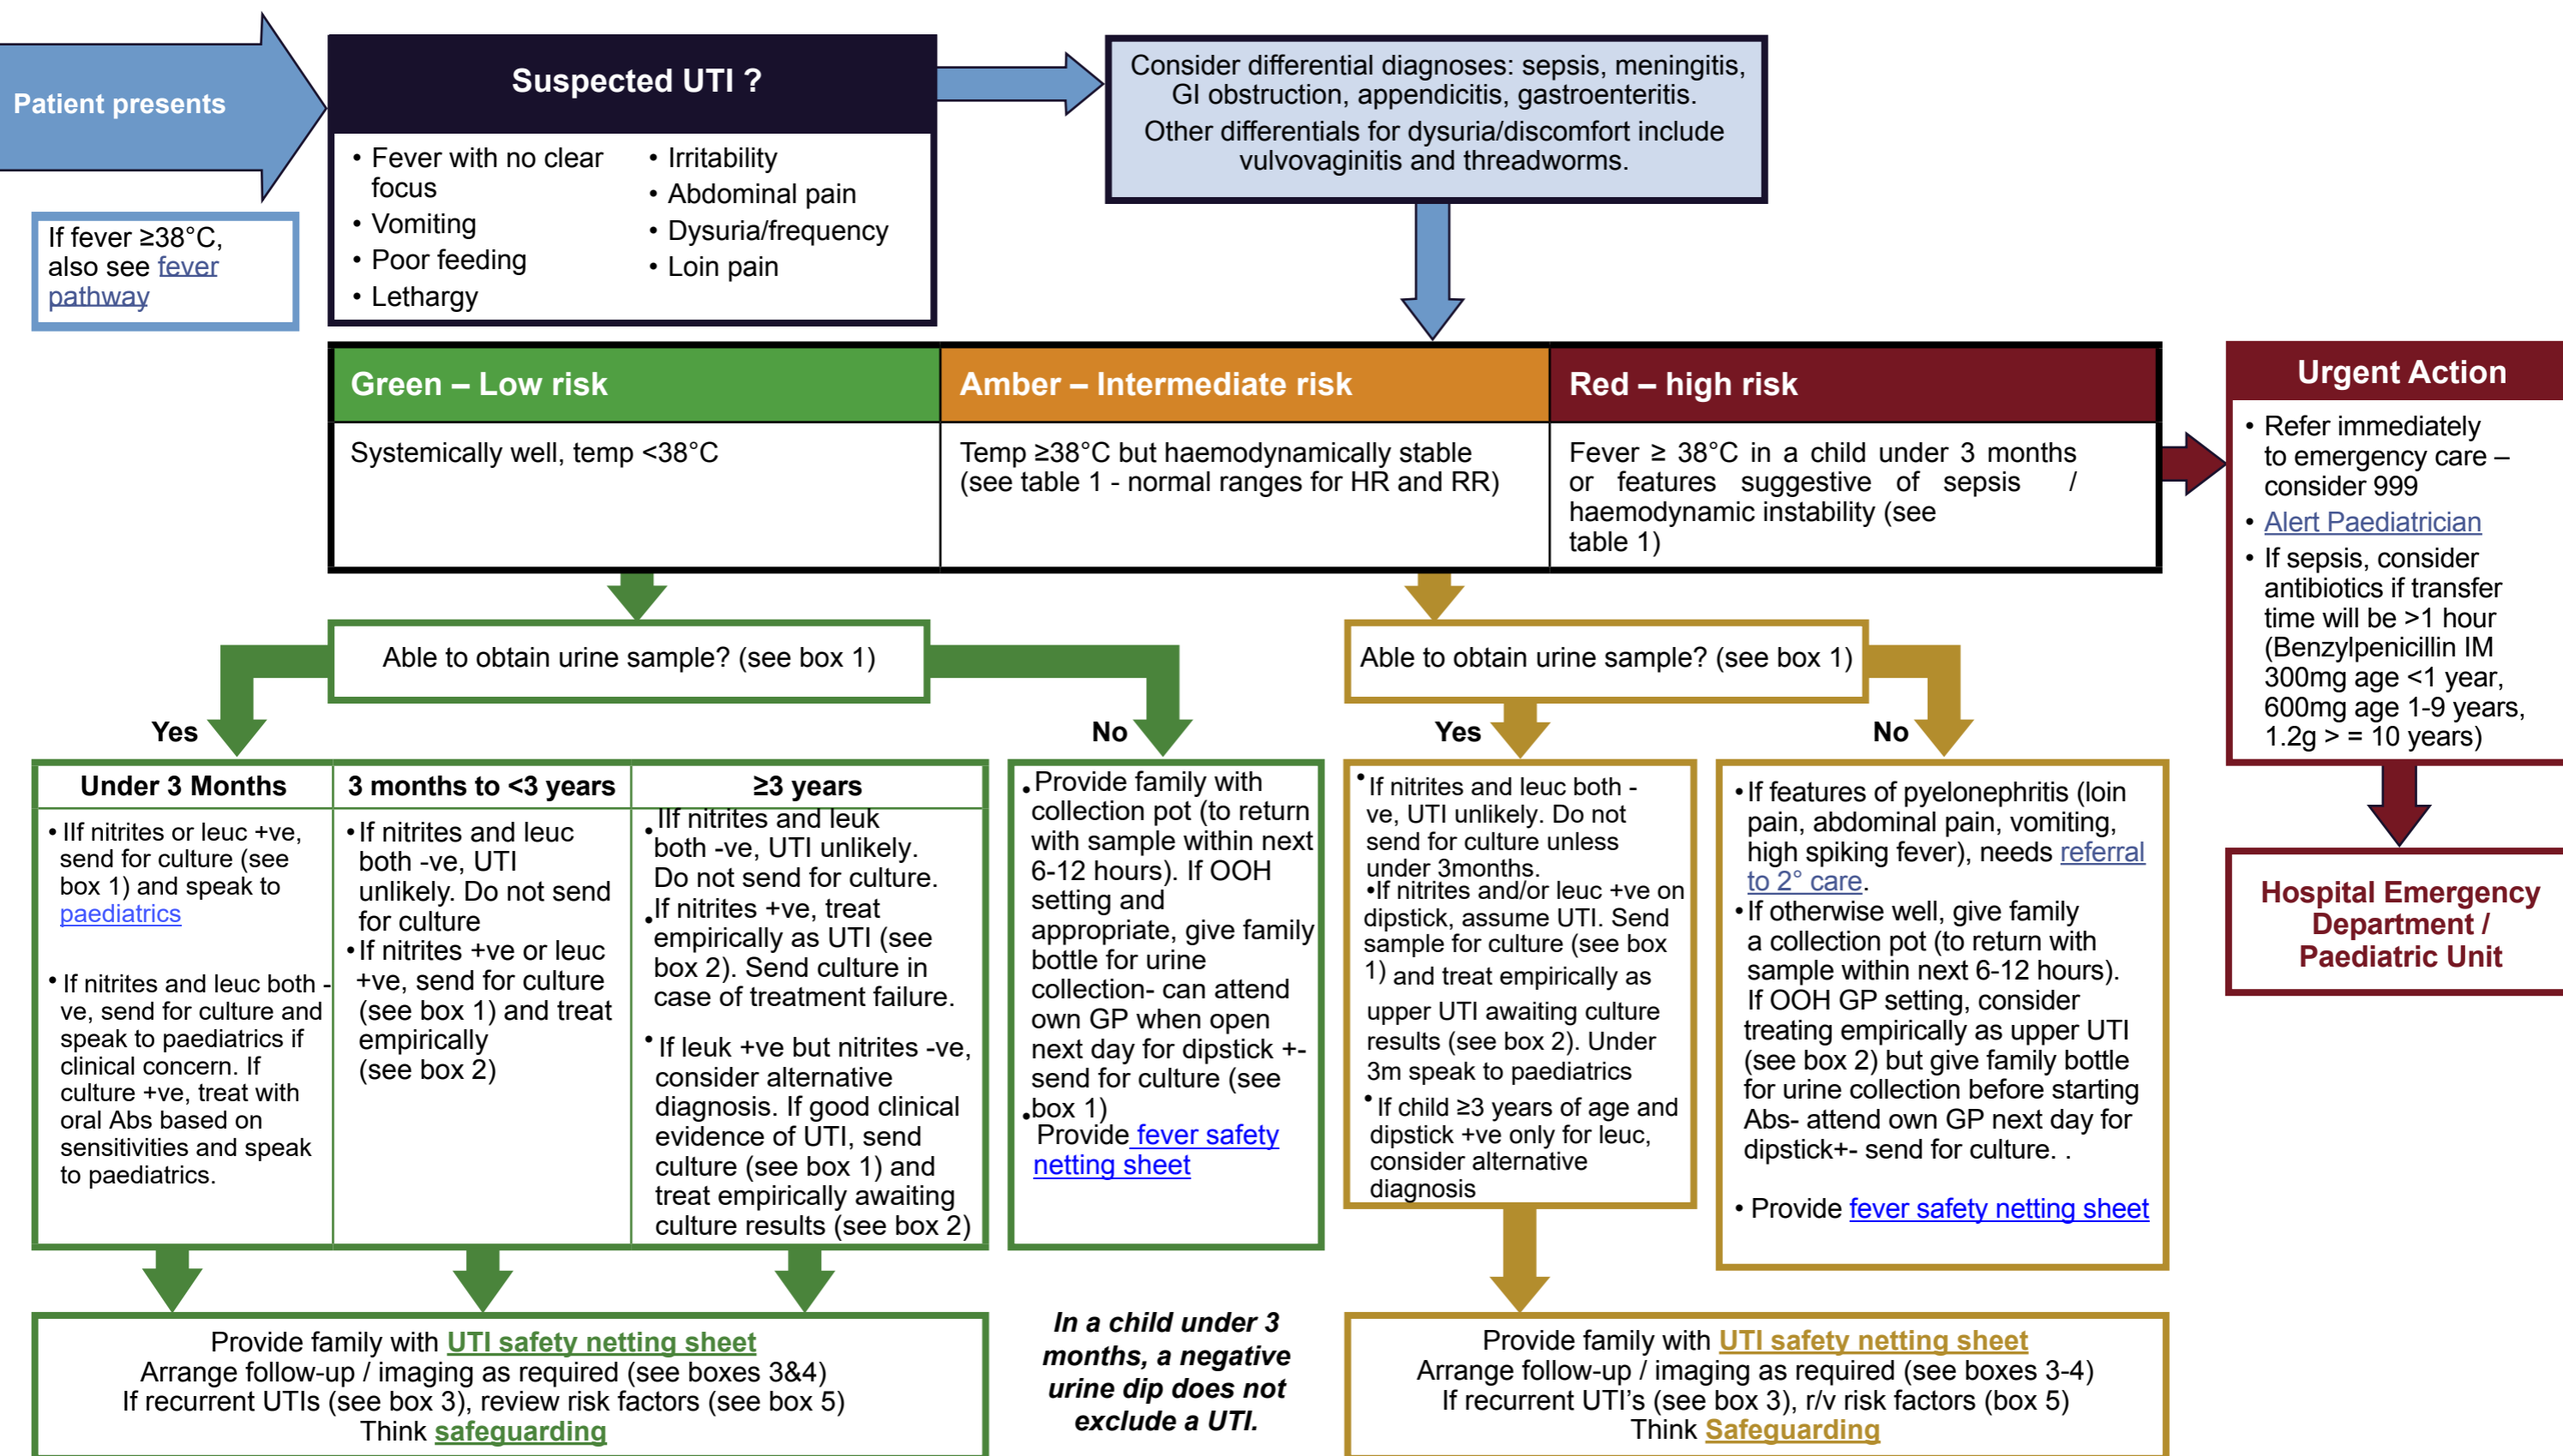 Patient presents
If fever ≥38°C,
also see fever
pathway
Suspected UTI ?
• Fever with no clear
focus
• Vomiting
• Poor feeding
• Lethargy
• Irritability
• Abdominal pain
• Dysuria/frequency
• Loin pain
Consider differential diagnoses: sepsis, meningitis,
GI obstruction, appendicitis, gastroenteritis.
Other differentials for dysuria/discomfort include
vulvovaginitis and threadworms.
Green – Low risk
Systemically well, temp <38°C
Amber – Intermediate risk
Temp ≥38°C but haemodynamically stable
(see table 1 - normal ranges for HR and RR)
Red – high risk
Fever ≥ 38°C in a child under 3 months
or features suggestive of sepsis /
haemodynamic instability (see
table 1)
Urgent Action
• Refer immediately
to emergency care –
consider 999
• Alert Paediatrician
• If sepsis, consider
antibiotics if transfer
time will be >1 hour
(Benzylpenicillin IM
300mg age <1 year,
600mg age 1-9 years,
1.2g > = 10 years)
Hospital Emergency
Department /
Paediatric Unit
Able to obtain urine sample? (see box 1)
Yes
No
Under 3 Months
• IIf nitrites or leuc +ve,
send for culture (see
box 1) and speak to
paediatrics
• If nitrites and leuc both -
ve, send for culture and
speak to paediatrics if
clinical concern. If
culture +ve, treat with
oral Abs based on
sensitivities and speak
to paediatrics.
3 months to <3 years
• If nitrites and leuc
both -ve, UTI
unlikely. Do not send
for culture
• If nitrites +ve or leuc
+ve, send for culture
(see box 1) and treat
empirically
(see box 2)
≥3 years
• IIf nitrites and leuk
both -ve, UTI unlikely.
Do not send for culture.
• If nitrites +ve, treat
empirically as UTI (see
box 2). Send culture in
case of treatment failure.
• If leuk +ve but nitrites -ve,
consider alternative
diagnosis. If good clinical
evidence of UTI, send
culture (see box 1) and
treat empirically awaiting
culture results (see box 2)
• Provide family with
collection pot (to return
with sample within next
6-12 hours). If OOH
setting and
appropriate, give family
bottle for urine
collection- can attend
own GP when open
next day for dipstick +-
send for culture (see
box 1)
• Provide fever safety
netting sheet
Able to obtain urine sample? (see box 1)
Yes
No
• If nitrites and leuc both -
ve, UTI unlikely. Do not
send for culture unless
under 3months.
•If nitrites and/or leuc +ve on
dipstick, assume UTI. Send
sample for culture (see box
1) and treat empirically as
upper UTI awaiting culture
results (see box 2). Under
3m speak to paediatrics
• If child ≥3 years of age and
dipstick +ve only for leuc,
consider alternative
diagnosis
• If features of pyelonephritis (loin
pain, abdominal pain, vomiting,
high spiking fever), needs referral
to 2° care.
• If otherwise well, give family
a collection pot (to return with
sample within next 6-12 hours).
If OOH GP setting, consider
treating empirically as upper UTI
(see box 2) but give family bottle
for urine collection before starting
Abs- attend own GP next day for
dipstick+- send for culture. .
• Provide fever safety netting sheet
Provide family with UTI safety netting sheet
Arrange follow-up / imaging as required (see boxes 3&4)
If recurrent UTIs (see box 3), review risk factors (see box 5)
Think safeguarding
In a child under 3
months, a negative
urine dip does not
exclude a UTI.
Provide family with UTI safety netting sheet
Arrange follow-up / imaging as required (see boxes 3-4)
If recurrent UTI's (see box 3), r/v risk factors (box 5)
Think Safeguarding